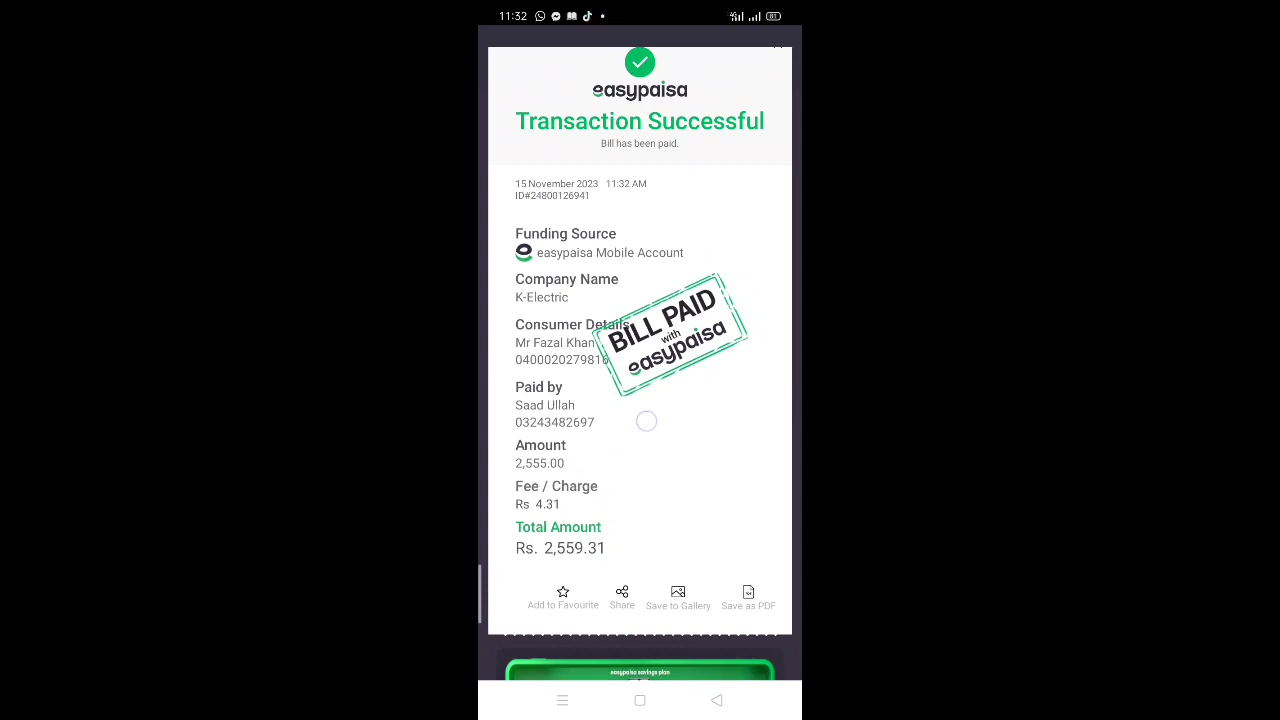 11:32
4G
81
easypaisa
Transaction Successful
Bill has been paid.
15 November 2023 11:32 AM
ID#24800126941
Funding Source
easypaisa Mobile Account
Company Name
K-Electric
Consumer Details
Mr Fazal Khan
0400020279816
BILL PAID
with
easypaisa
Paid by
Saad Ullah
03243482697
Amount
2,555.00
Fee / Charge
Rs 4.31
Total Amount
Rs. 2,559.31
Add to Favourite Share Save to Gallery Save as PDF
easypaisa savings plan